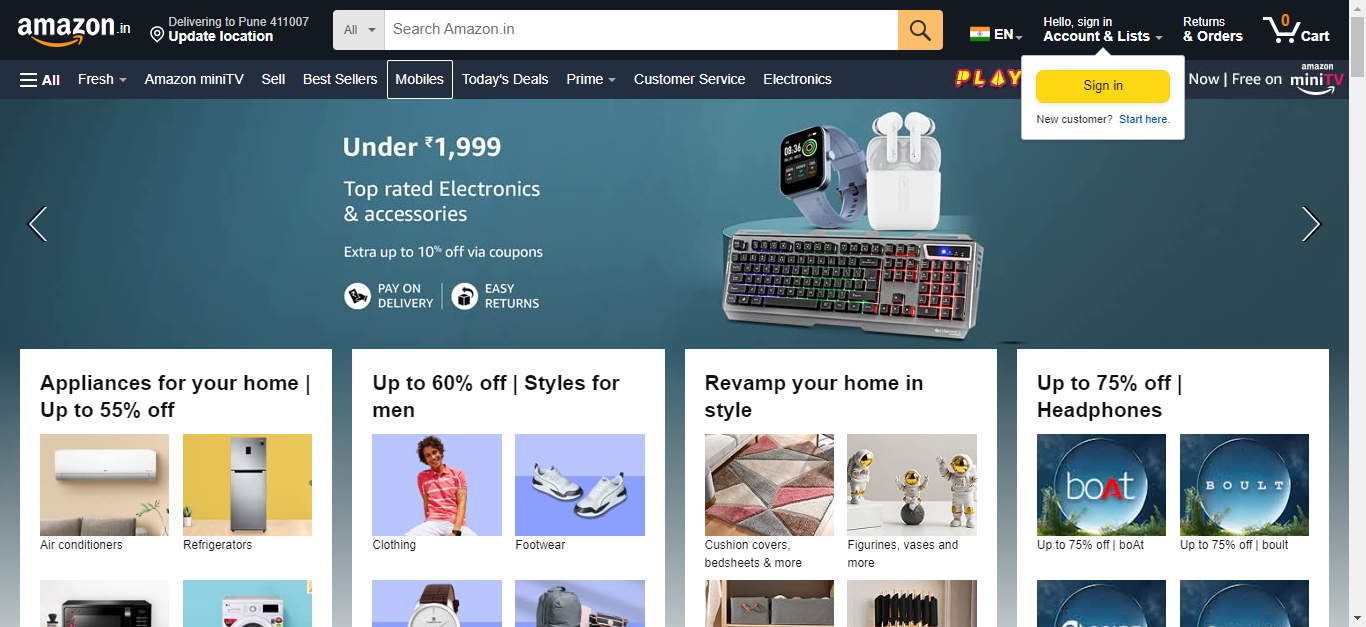 amazon.in
Delivering to Pune 411007
Update location
All
Search Amazon.in
EN
Hello, sign in
Account & Lists
Returns
& Orders
0
Cart
All
Fresh
Amazon miniTV
Sell
Best Sellers
Mobiles
Today's Deals
Prime
Customer Service
Electronics
PLAY
Now | Free on
amazon
miniTV
Sign in
New customer? Start here.
Under ₹1,999
Top rated Electronics
& accessories
Extra up to 10% off via coupons
PAY ON
DELIVERY
EASY
RETURNS
08:36
Appliances for your home |
Up to 55% off
Air conditioners
Refrigerators
Up to 60% off | Styles for
men
Clothing
Footwear
Revamp your home in
style
Cushion covers,
bedsheets & more
Figurines, vases and
more
Up to 75% off |
Headphones
boAt
BOULT
Up to 75% off | boAt
Up to 75% off | boult